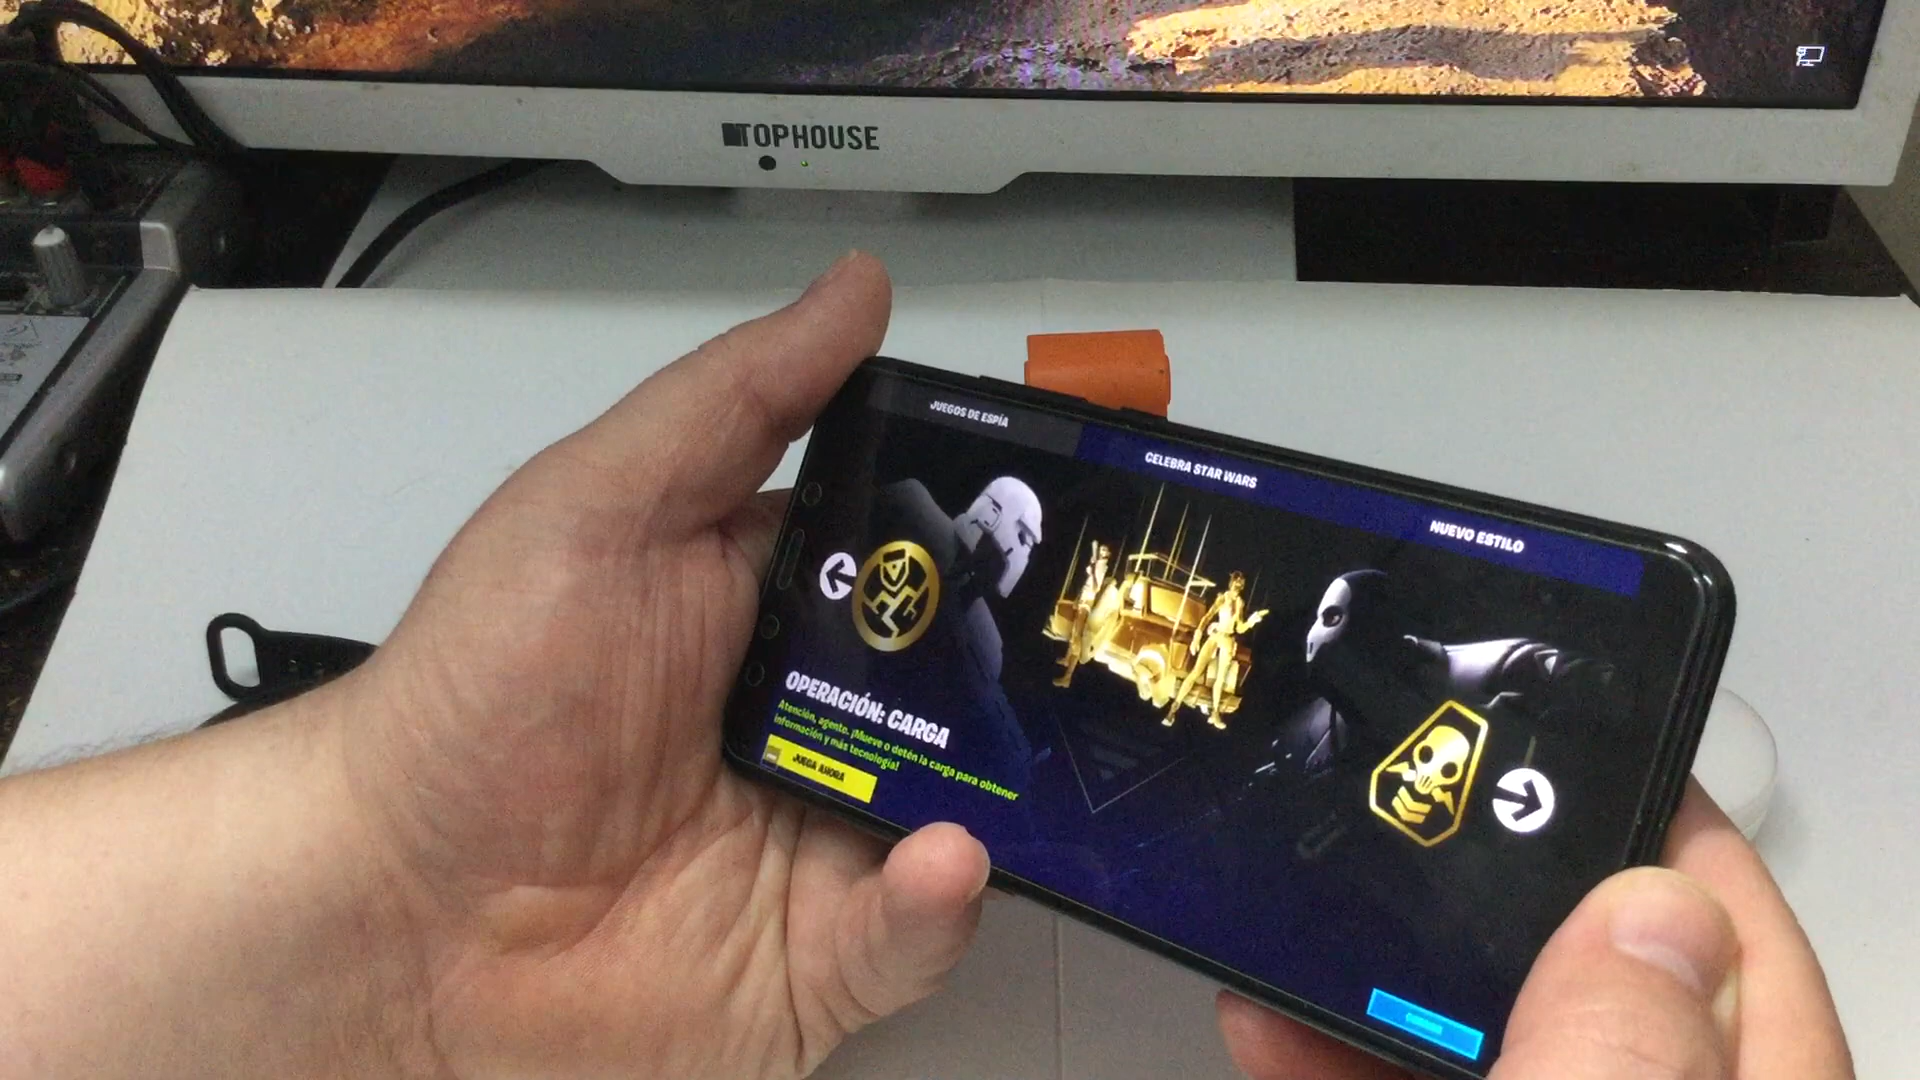 TOPHOUSE
JUEGOS DE ESPÍA
CELEBRA STAR WARS
NUEVO ESTILO
OPERACIÓN: CARGA
Atención, agente. ¡Mueve o detén la carga para obtener
información y más tecnología!
JUEGA AHORA